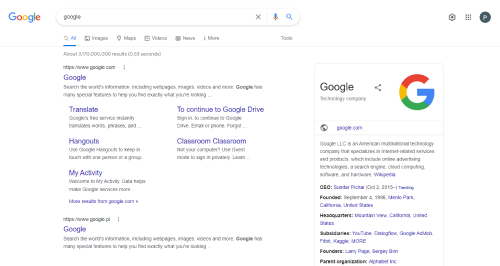 Google
google
All
Images
Maps
Videos
News
More
Tools
P
About 3,170,000,000 results (0.63 seconds)
https://www.google.com
Google
Search the world's information, including webpages, images, videos and more. Google has
many special features to help you find exactly what you're looking ...
Translate
Google's free service instantly
translates words, phrases, and ...
To continue to Google Drive
Sign in. to continue to Google
Drive. Email or phone. Forgot ...
Hangouts
Use Google Hangouts to keep in
touch with one person or a group.
Classroom Classroom
Not your computer? Use Guest
mode to sign in privately. Learn ...
My Activity
Welcome to My Activity. Data helps
make Google services more ...
More results from google.com »
https://www.google.pl
Google
Search the world's information, including webpages, images, videos and more. Google has
many special features to help you find exactly what you're looking ...
Google
Technology company
google.com
Google LLC is an American multinational technology
company that specializes in Internet-related services
and products, which include online advertising
technologies, a search engine, cloud computing,
software, and hardware. Wikipedia
CEO: Sundar Pichai (Oct 2, 2015–) Trending
Founded: September 4, 1998, Menlo Park,
California, United States
Headquarters: Mountain View, California, United
States
Subsidiaries: YouTube, Dialogflow, Google AdMob,
Fitbit, Kaggle, MORE
Founders: Larry Page, Sergey Brin
Parent organization: Alphabet Inc.